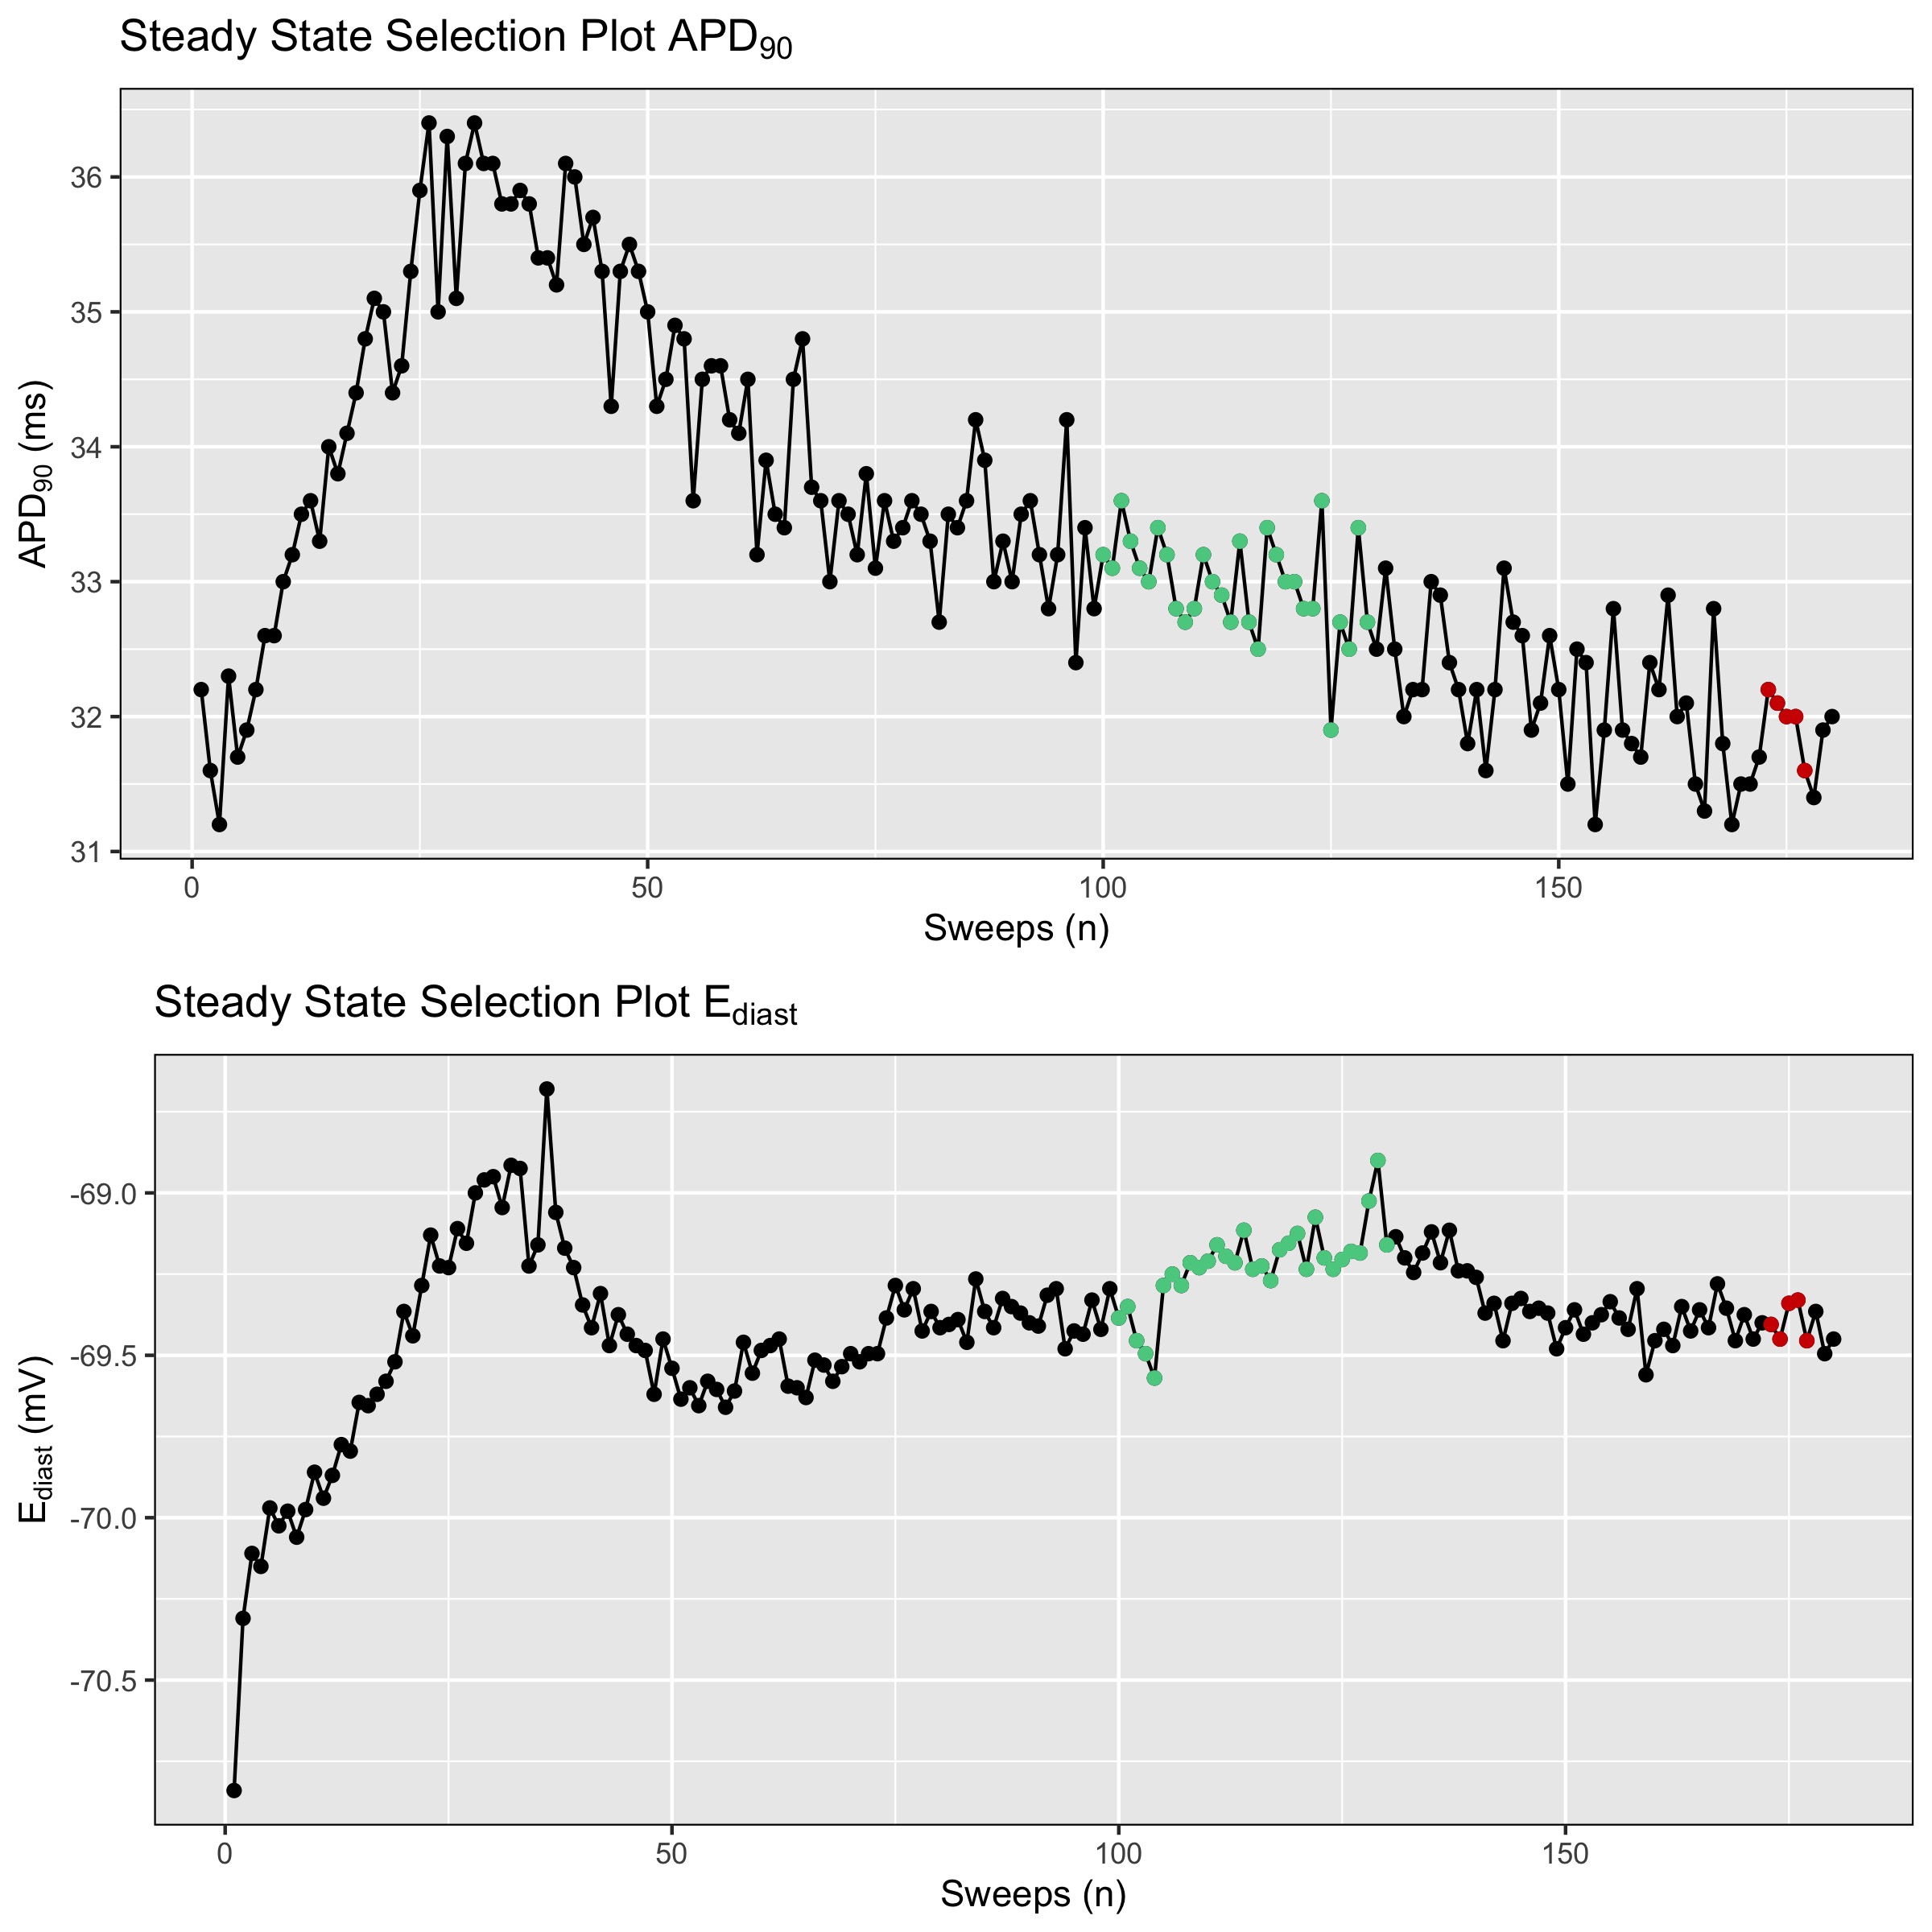 Steady State Selection Plot APD90
36
35
34
33
32
31
APD90 (ms)
0 50 100 150
Sweeps (n)
Steady State Selection Plot Ediast
-69.0
-69.5
-70.0
-70.5
Ediast (mV)
0 50 100 150
Sweeps (n)